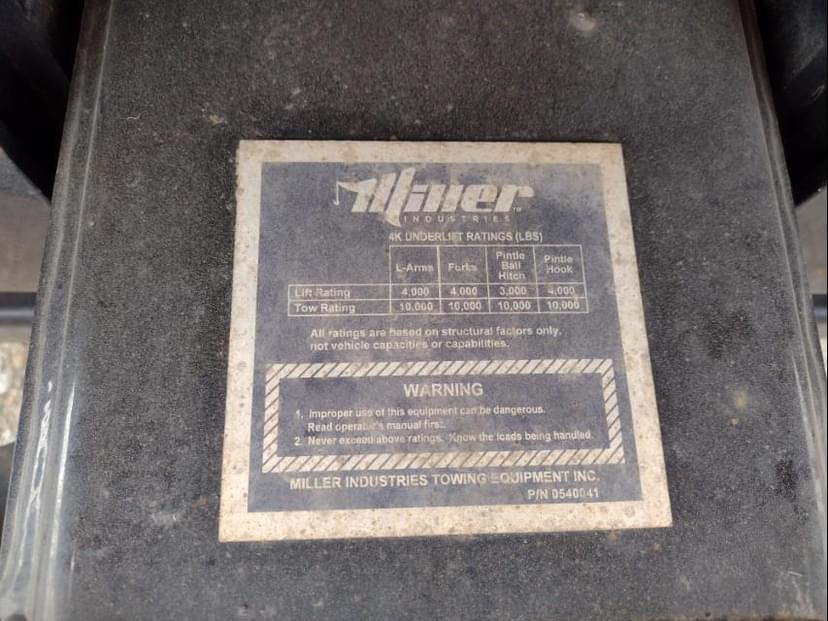 Miller™
INDUSTRIES
4K UNDERLIFT RATINGS (LBS)
L-Arms Forks Pintle Ball Hitch Pintle Hook
Lift Rating 4,000 4,000 3,000 4,000
Tow Rating 10,000 10,000 10,000 10,000
All ratings are based on structural factors only,
not vehicle capacities or capabilities.
WARNING
1. Improper use of this equipment can be dangerous.
Read operator's manual first.
2. Never exceed above ratings. Know the loads being handled.
MILLER INDUSTRIES TOWING EQUIPMENT INC.
P/N 0540041